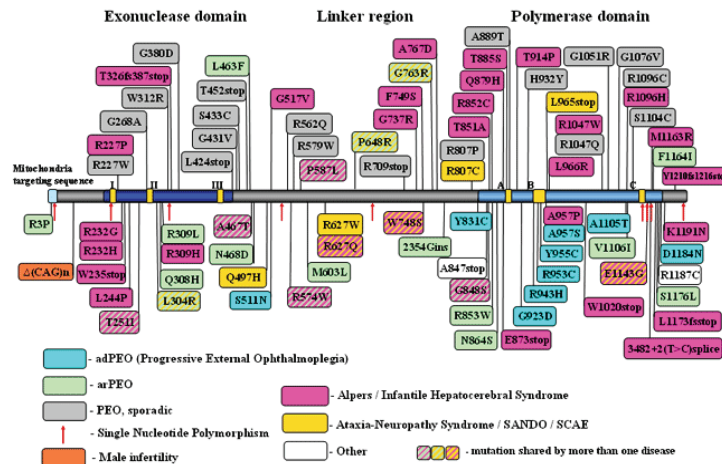 Exonuclease domain Linker region Polymerase domain
G380D
T326fs387stop
W312R
G268A
R227P
R227W
L463F
T452stop
S433C
G431V
L424stop
G517V
R562Q
R579W
P587L
P648R
R709stop
A767D
G763R
F749S
G737R
A889T
T885S
Q879H
R852C
T851A
R807P
R807C
T914P
H932Y
G1051R
L965stop
R1047W
R1047Q
L966R
G1076V
R1096C
R1096H
S1104C
M1163R
F1164I
Y1210fs1216stop
Mitochondria
targeting sequence
I II III A B C
R3P
Δ(CAG)n
R232G
R232H
W235stop
L244P
T251I
R309L
R309H
Q308H
L304R
A467T
N468D
Q497H
S511N
R574W
R627W
R627Q
M603L
W748S
2354Gins
Y831C
A847stop
G848S
R853W
N864S
E873stop
A957P
A957S
Y955C
R953C
R943H
G923D
A1105T
V1106I
E1143G
W1020stop
K1191N
D1184N
R1187C
S1176L
L1173fsstop
3482+2(T>C)splice
- adPEO (Progressive External Ophthalmoplegia)
- arPEO
- PEO, sporadic
- Single Nucleotide Polymorphism
- Male infertility
- Alpers / Infantile Hepatocerebral Syndrome
- Ataxia-Neuropathy Syndrome / SANDO / SCAE
- Other
- mutation shared by more than one disease